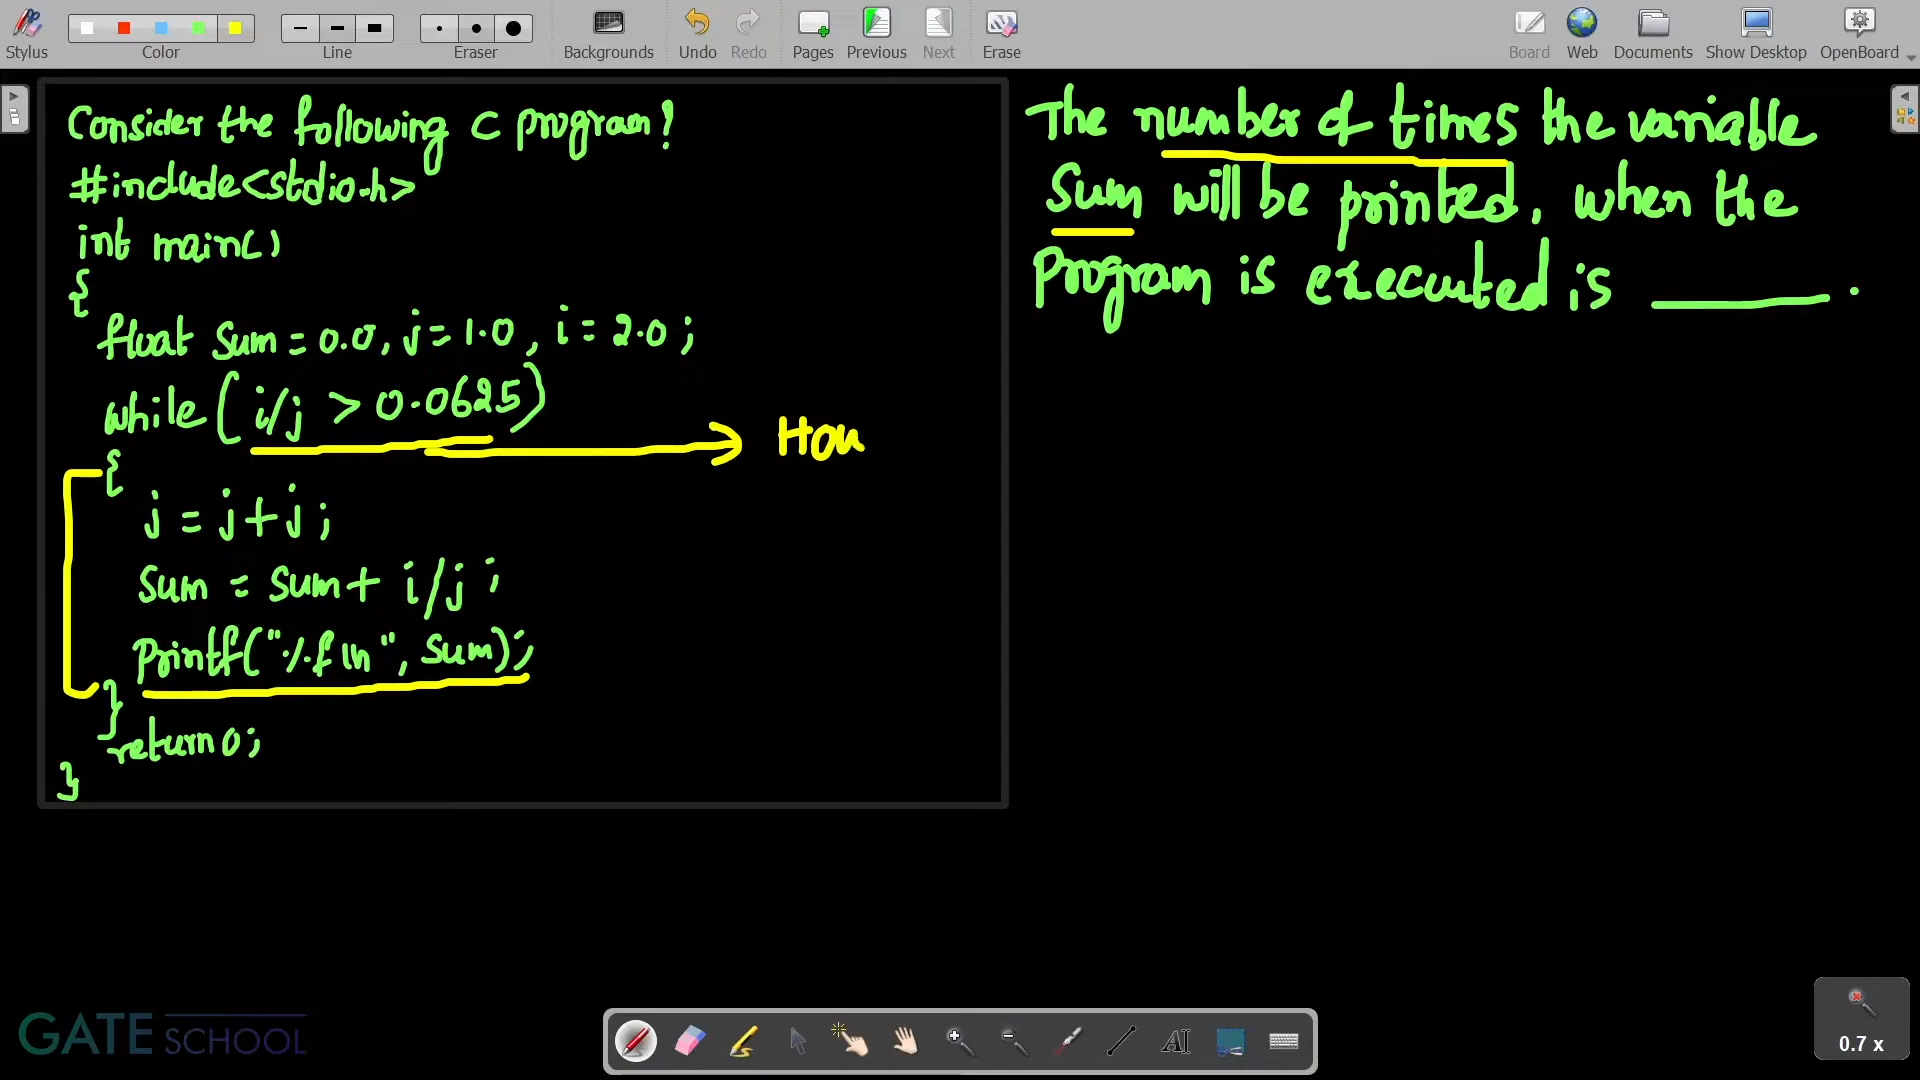 Stylus
Color
Line
Eraser
Backgrounds
Undo
Redo
Pages
Previous
Next
Erase
Board
Web
Documents
Show Desktop
OpenBoard
Consider the following C program?
#include<stdio.h>
int main()
{
float sum = 0.0, j = 1.0, i = 2.0;
while (i/j > 0.0625)
{
j = j+j;
sum = sum + i/j;
printf("%f\n", sum);
}
return 0;
}
How
The number of times the variable
sum will be printed, when the
program is executed is ______.
GATE SCHOOL
AI
0.7 x